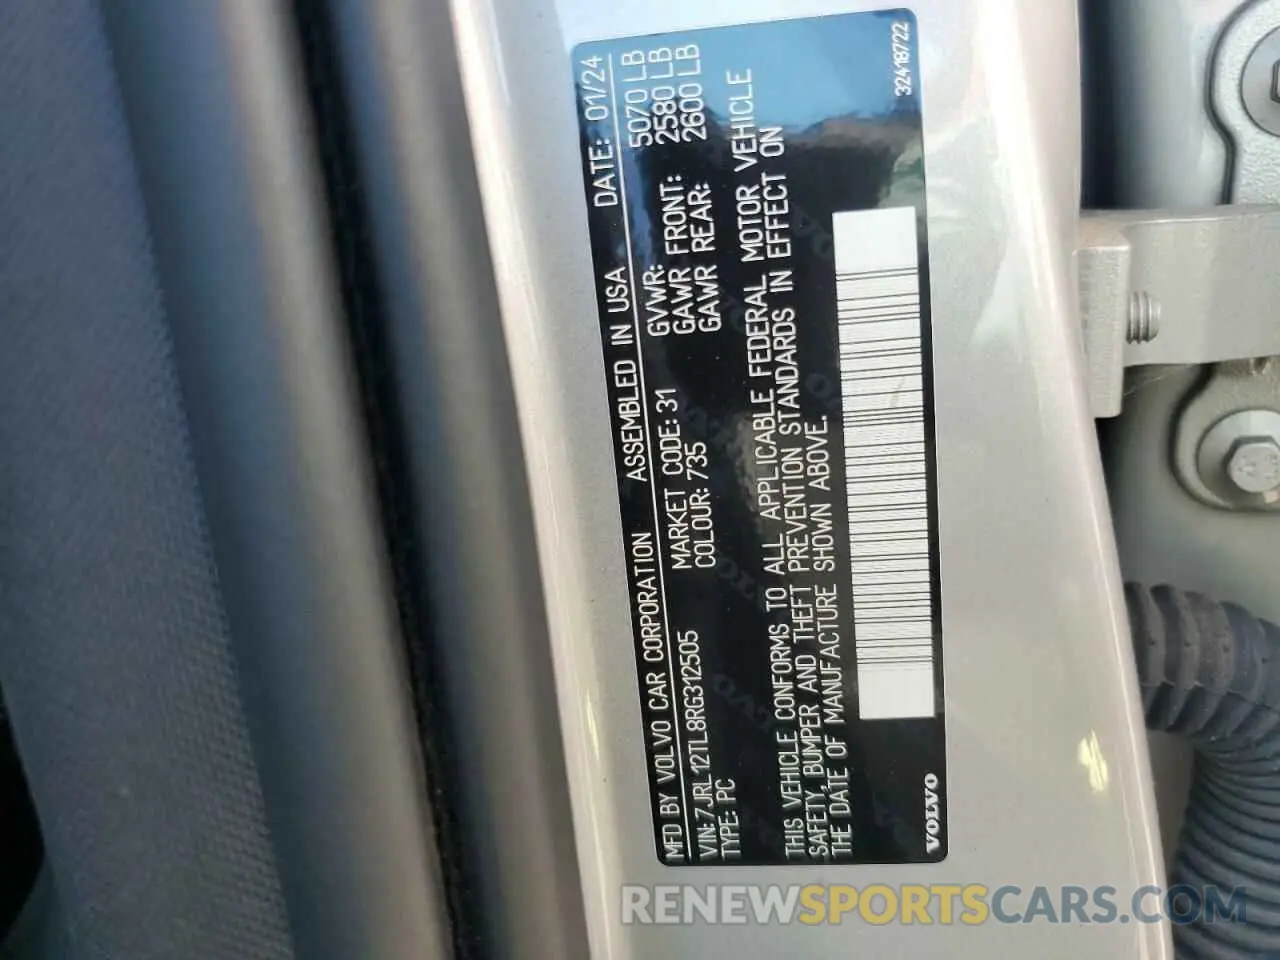 MFD BY VOLVO CAR CORPORATION ASSEMBLED IN USA DATE: 01/24
VIN: 7JRL12TL8RG312505 MARKET CODE: 31 GVWR: 5070 LB
TYPE: PC COLOUR: 735 GAWR FRONT: 2580 LB
GAWR REAR: 2600 LB
THIS VEHICLE CONFORMS TO ALL APPLICABLE FEDERAL MOTOR VEHICLE
SAFETY, BUMPER AND THEFT PREVENTION STANDARDS IN EFFECT ON
THE DATE OF MANUFACTURE SHOWN ABOVE.
VOLVO 32418722
RENEWSPORTSCARS.COM